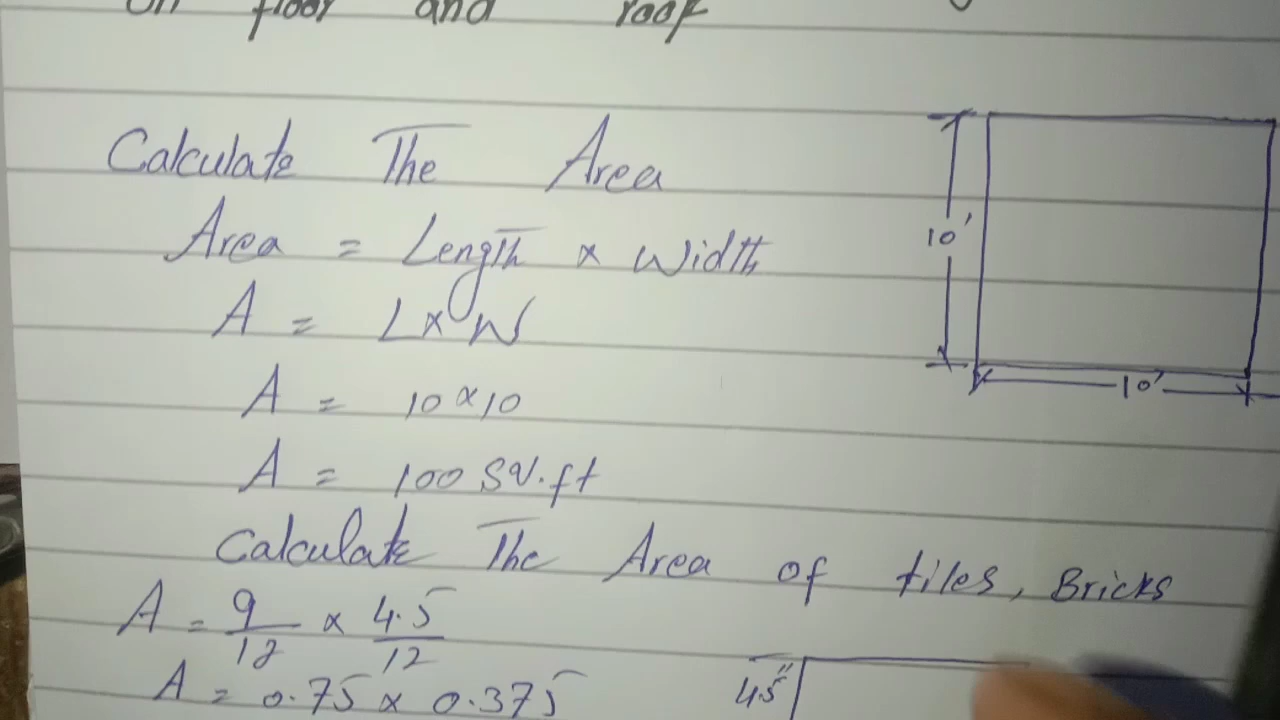 on floor and roof
Calculate The Area
Area = Length x Width
A = L x W
A = 10 x 10
A = 100 SQ.ft
10'
10'
Calculate The Area of tiles, Bricks
A = 9/12 x 4.5/12
A = 0.75 x 0.375
4.5"